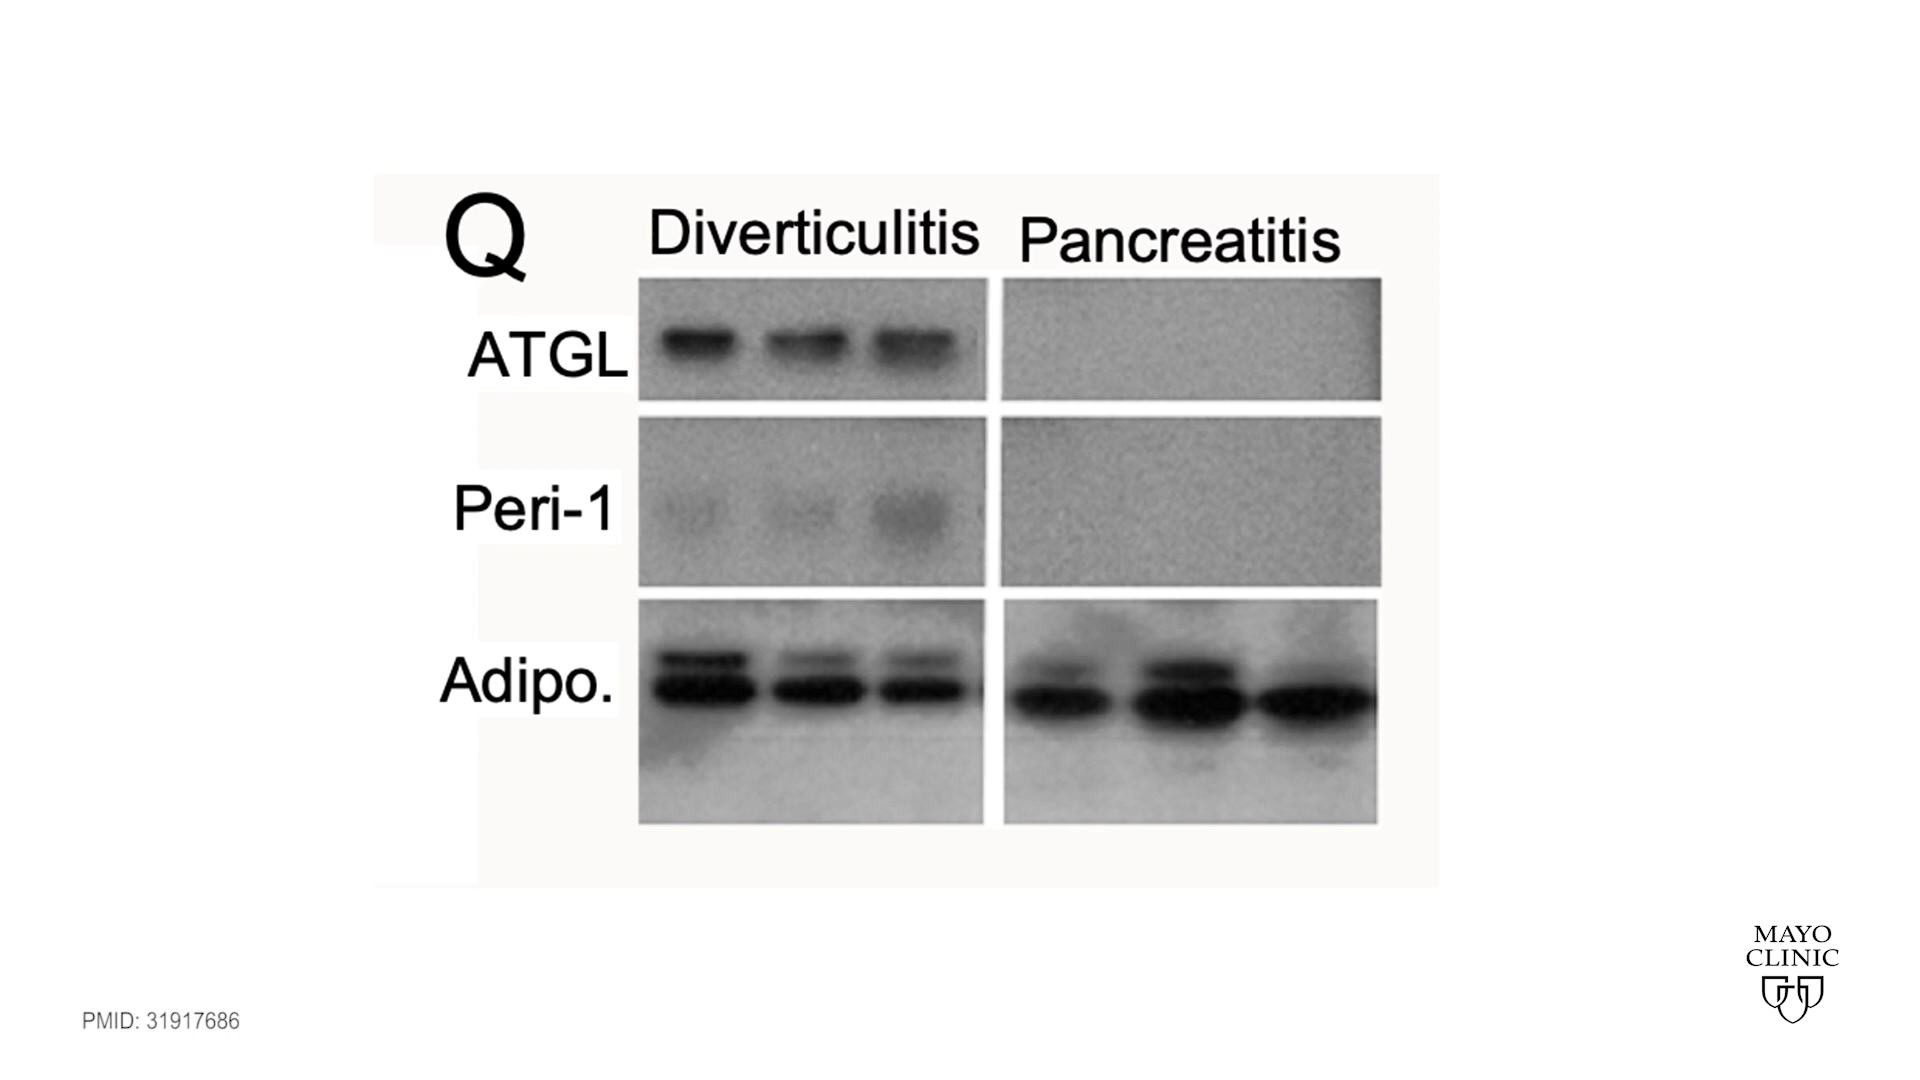 Q
Diverticulitis
Pancreatitis
ATGL
Peri-1
Adipo.
MAYO
CLINIC
PMID: 31917686